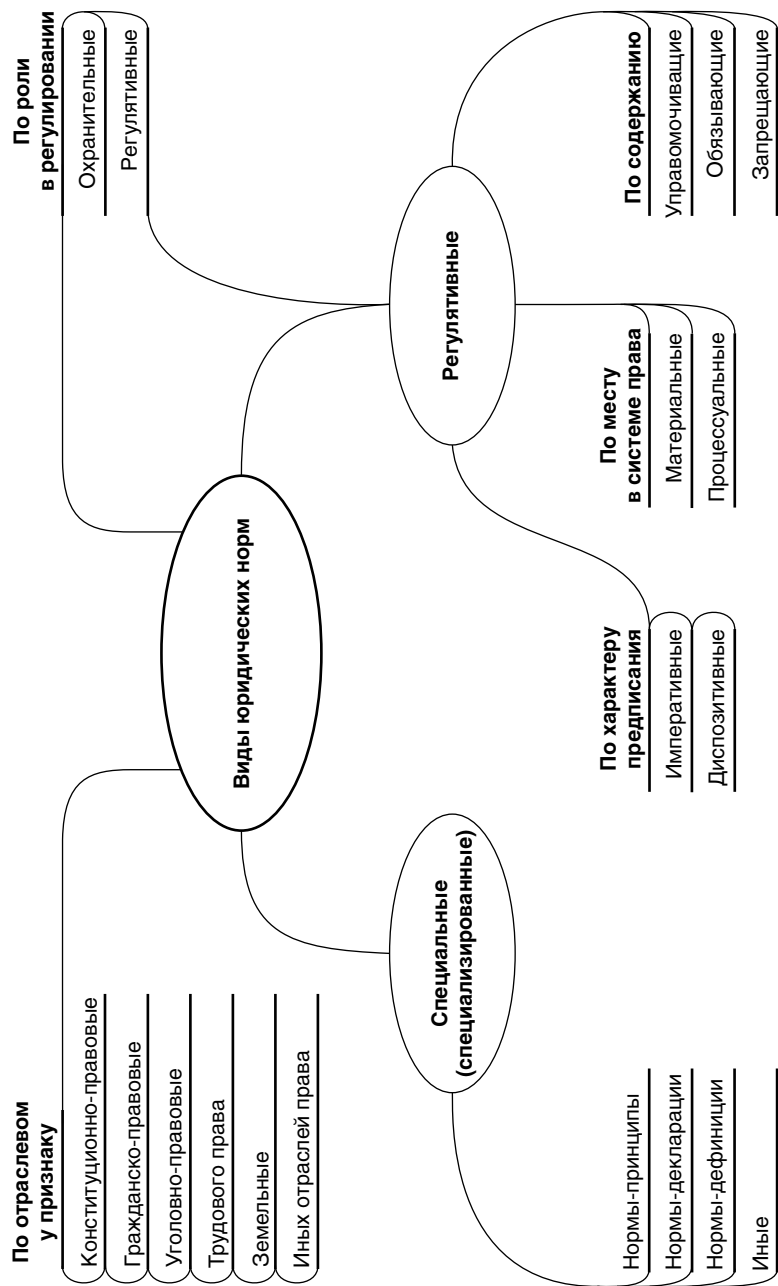 По отраслевом
у признаку
Конституционно-правовые
Гражданско-правовые
Уголовно-правовые
Трудового права
Земельные
Иных отраслей права
По роли
в регулировании
Охранительные
Регулятивные
Виды юридических норм
Специальные
(специализированные)
Регулятивные
Нормы-принципы
Нормы-декларации
Нормы-дефиниции
Иные
По характеру
предписания
Императивные
Диспозитивные
По месту
в системе права
Материальные
Процессуальные
По содержанию
Управомочиващие
Обязывающие
Запрещающие